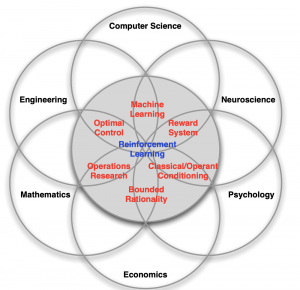 Computer Science
Engineering
Neuroscience
Machine
Learning
Optimal
Control
Reward
System
Reinforcement
Learning
Operations
Research
Classical/Operant
Conditioning
Bounded
Rationality
Mathematics
Psychology
Economics